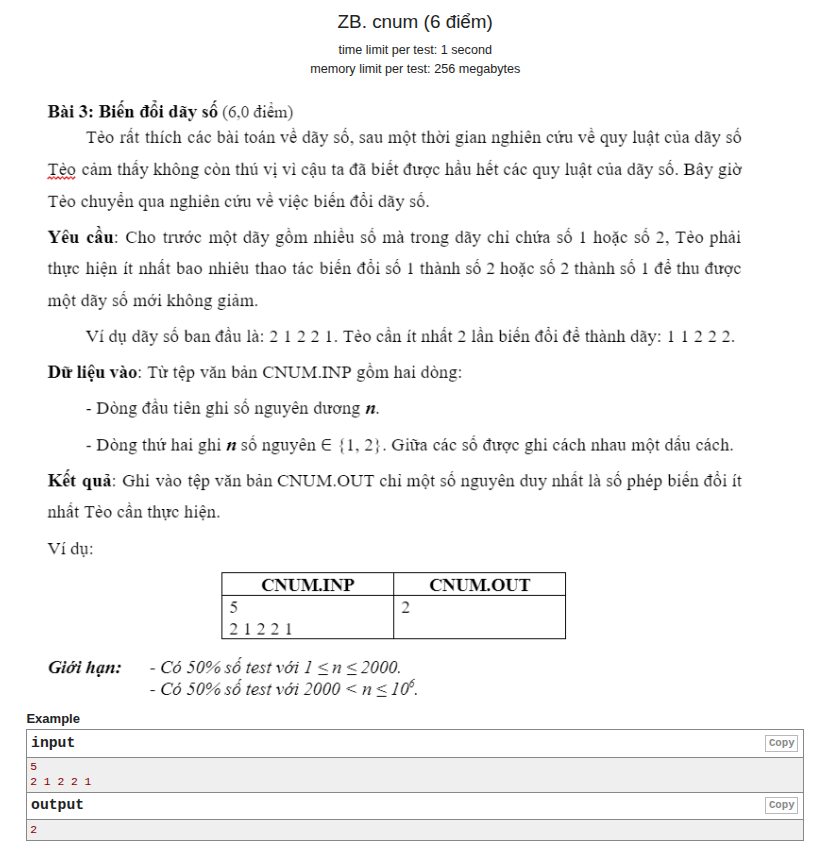 ZB. cnum (6 điểm)
time limit per test: 1 second
memory limit per test: 256 megabytes
Bài 3: Biến đổi dãy số (6,0 điểm)
Tèo rất thích các bài toán về dãy số, sau một thời gian nghiên cứu về quy luật của dãy số
Tèo cảm thấy không còn thú vị vì cậu ta đã biết được hầu hết các quy luật của dãy số. Bây giờ
Tèo chuyển qua nghiên cứu về việc biến đổi dãy số.
Yêu cầu: Cho trước một dãy gồm nhiều số mà trong dãy chỉ chứa số 1 hoặc số 2, Tèo phải
thực hiện ít nhất bao nhiêu thao tác biến đổi số 1 thành số 2 hoặc số 2 thành số 1 để thu được
một dãy số mới không giảm.
Ví dụ dãy số ban đầu là: 2 1 2 2 1. Tèo cần ít nhất 2 lần biến đổi để thành dãy: 1 1 2 2 2.
Dữ liệu vào: Từ tệp văn bản CNUM.INP gồm hai dòng:
- Dòng đầu tiên ghi số nguyên dương n.
- Dòng thứ hai ghi n số nguyên ∈ {1, 2}. Giữa các số được ghi cách nhau một dấu cách.
Kết quả: Ghi vào tệp văn bản CNUM.OUT chỉ một số nguyên duy nhất là số phép biến đổi ít
nhất Tèo cần thực hiện.
Ví dụ:
CNUM.INP CNUM.OUT
5 2
2 1 2 2 1
Giới hạn: - Có 50% số test với 1 ≤ n ≤ 2000.
- Có 50% số test với 2000 < n ≤ 10⁶.
Example
input Copy
5
2 1 2 2 1
output Copy
2